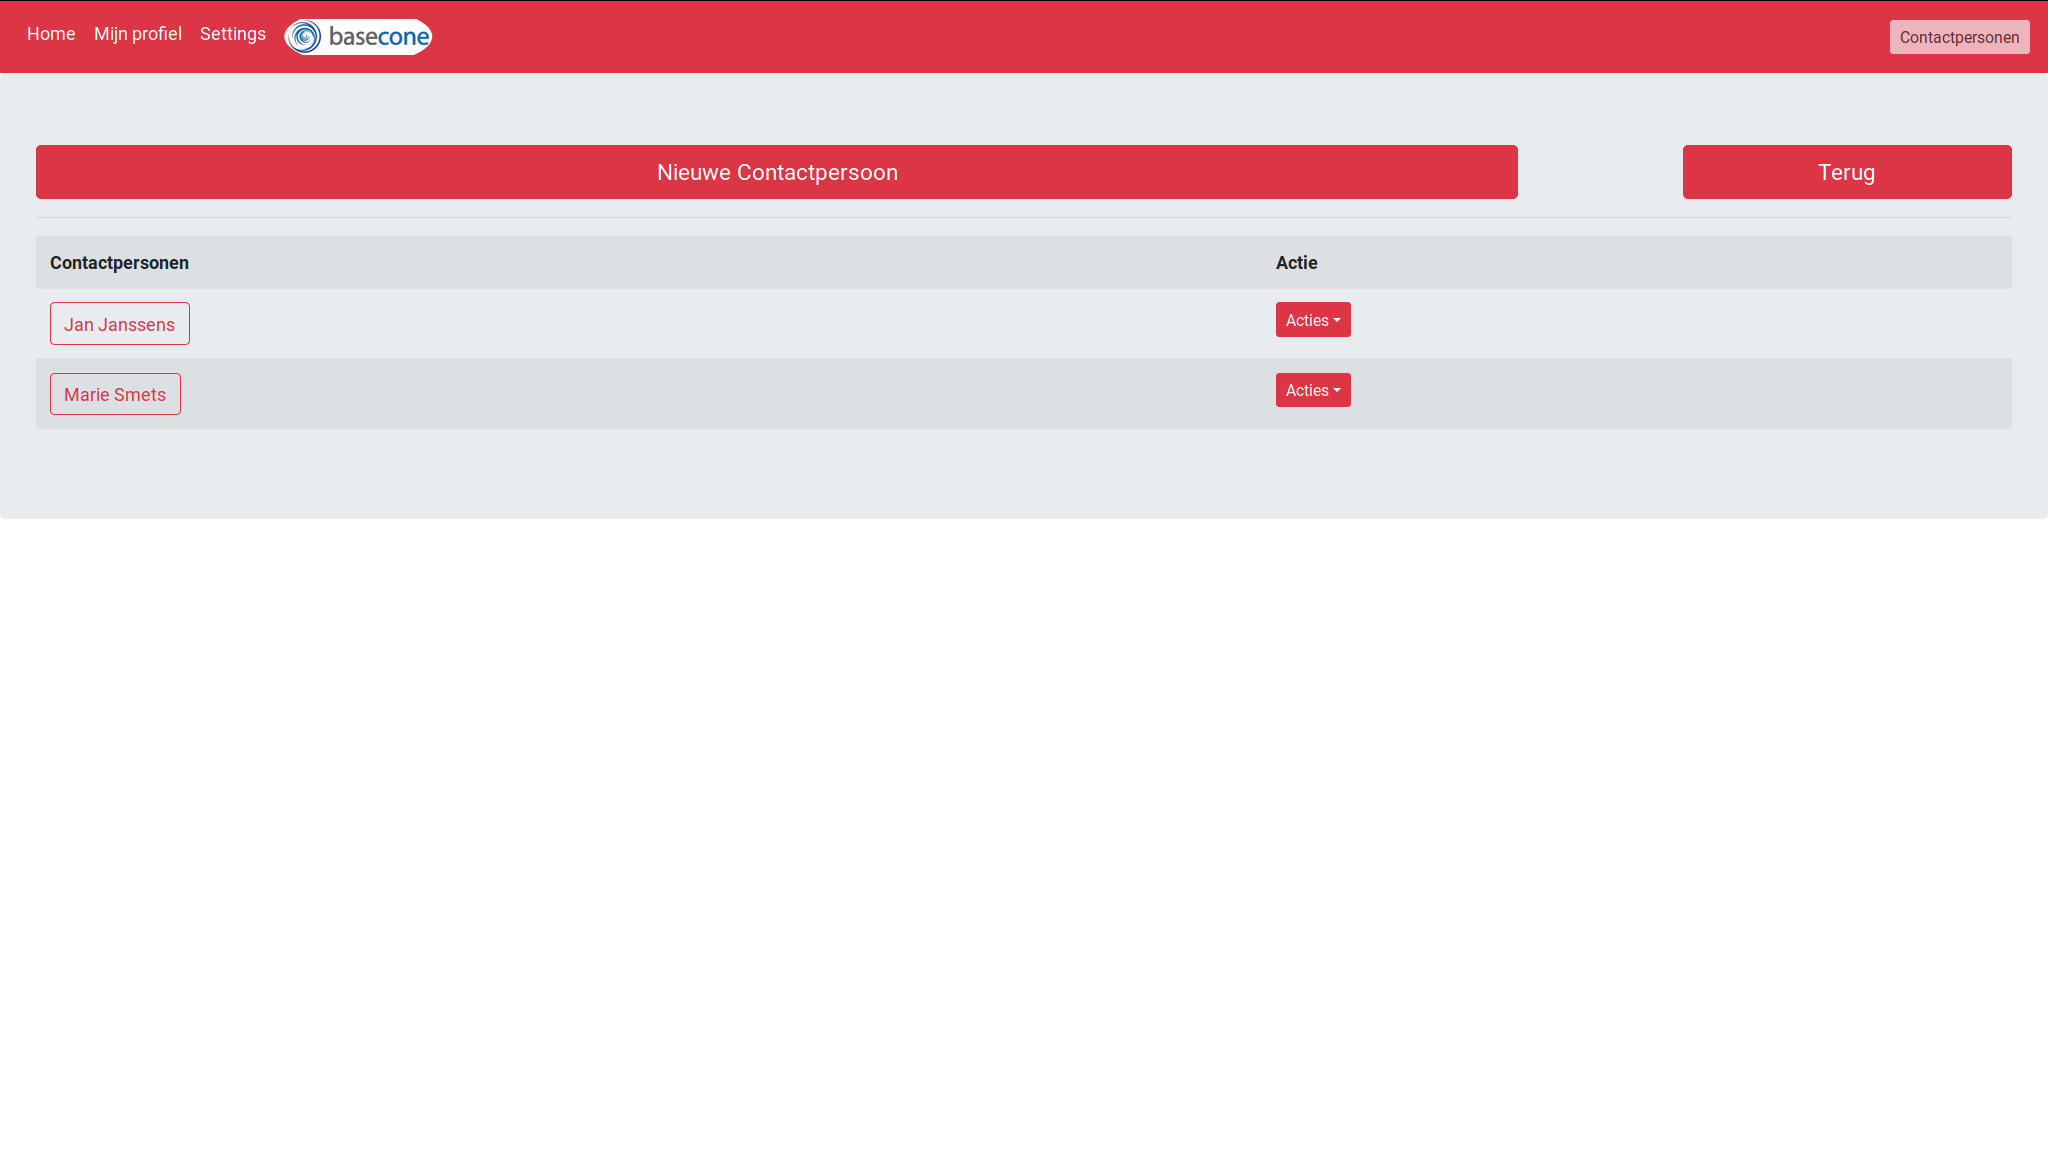 Home Mijn profiel Settings basecone Contactpersonen
Nieuwe Contactpersoon Terug
Contactpersonen Actie
Jan Janssens Acties
Marie Smets Acties